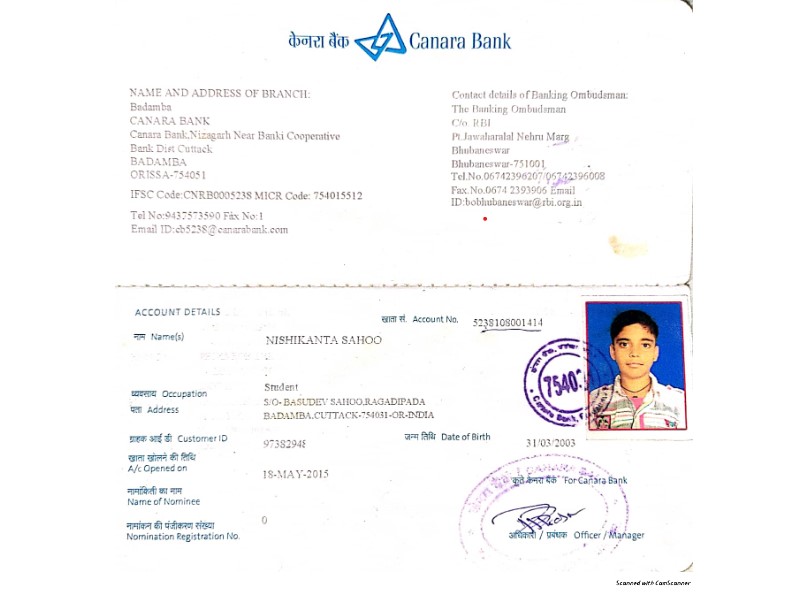 केनरा बैंक Canara Bank
NAME AND ADDRESS OF BRANCH:
Badamba
CANARA BANK
Canara Bank,Nizagarh Near Banki Cooperative
Bank Dist Cuttack
BADAMBA
ORISSA-754051
IFSC Code:CNRB0005238 MICR Code: 754015512
Tel No:9437573590 Fax No:1
Email ID:cb5238@canarabank.com
Contact details of Banking Ombudsman:
The Banking Ombudsman
C/o. RBI
Pt.Jawaharalal Nehru Marg
Bhubaneswar
Bhubaneswar-751001
Tel.No.06742396207/06742396008
Fax.No.0674 2393906 Email
ID:bobhubaneswar@rbi.org.in
ACCOUNT DETAILS
खाता सं. Account No. 5238108001414
नाम Name(s) NISHIKANTA SAHOO
व्यवसाय Occupation Student
पता Address S/O- BASUDEV SAHOO,RAGADIPADA
BADAMBA,CUTTACK-754031-OR-INDIA
ग्राहक आई डी Customer ID 97382948
जन्म तिथि Date of Birth 31/03/2003
खाता खोलने की तिथि
A/c Opened on 18-MAY-2015
नामांकिती का नाम
Name of Nominee
नामांकन की पंजीकरण संख्या
Nomination Registration No. 0
7540
Canara Bank,
कृते केनरा बैंक For Canara Bank
अधिकारी / प्रबंधक Officer / Manager
Scanned with CamScanner